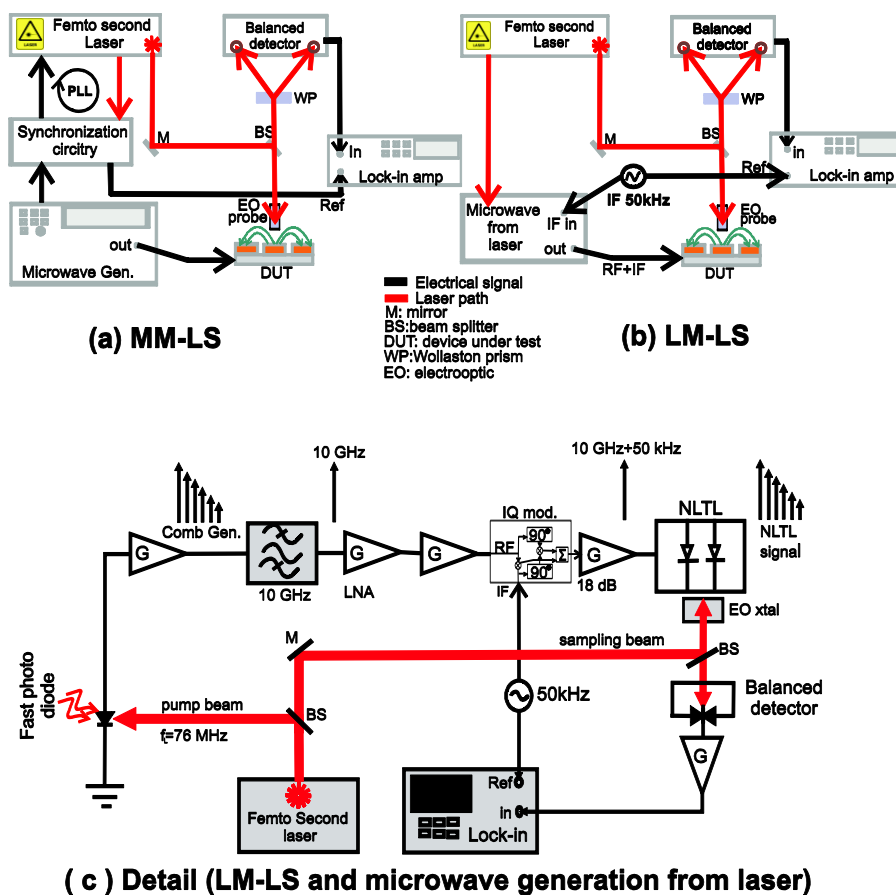 Femto second
Laser
LASER
PLL
Synchronization
circitry
Microwave Gen.
out
M
BS
Balanced
detector
WP
In
Lock-in amp
Ref
EO
probe
DUT
(a) MM-LS
Femto second
Laser
LASER
Balanced
detector
WP
M
BS
in
Ref
Lock-in amp
IF 50kHz
Microwave
from
laser
IF in
out
RF+IF
EO
probe
DUT
Electrical signal
Laser path
M: mirror
BS:beam splitter
DUT: device under test
WP:Wollaston prism
EO: electrooptic
(b) LM-LS
G
Comb Gen.
10 GHz
10 GHz
G
LNA
G
IQ mod.
RF
90°
Σ
90°
IF
10 GHz+50 kHz
G
18 dB
NLTL
NLTL
signal
EO xtal
M
sampling beam
BS
Fast photo
diode
pump beam
BS
f=76 MHz
50kHz
Balanced
detector
G
Femto Second
laser
Ref
in
Lock-in
( c ) Detail (LM-LS and microwave generation from laser)